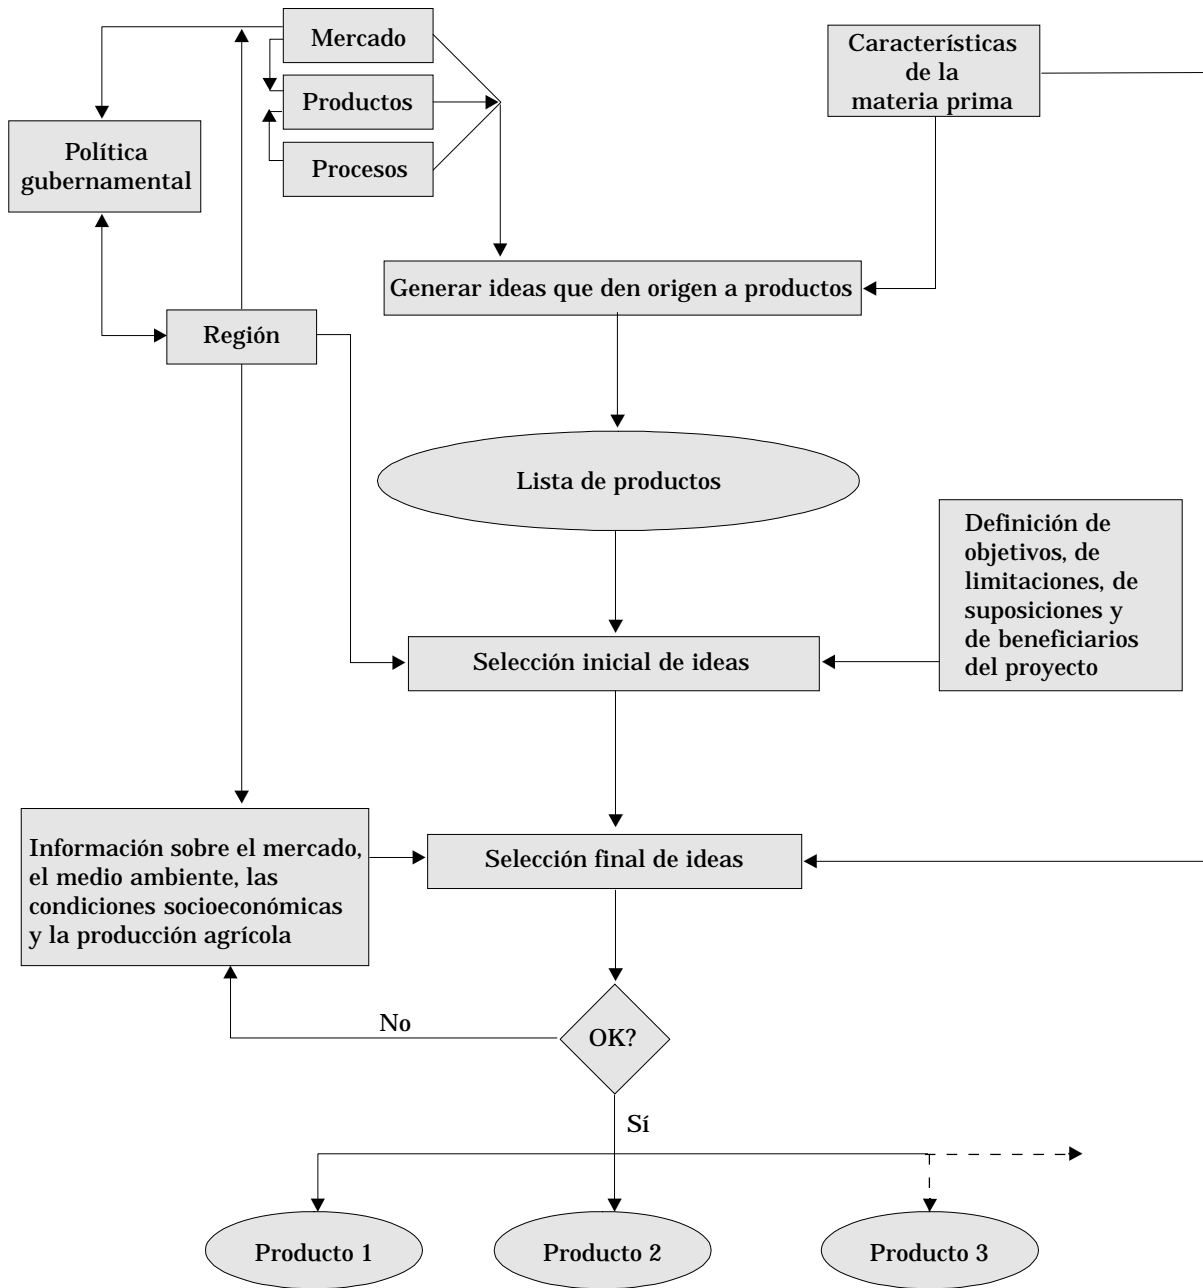 Mercado
Productos
Procesos
Características
de la
materia prima
Política
gubernamental
Generar ideas que den origen a productos
Región
Lista de productos
Definición de
objetivos, de
limitaciones, de
suposiciones y
de beneficiarios
del proyecto
Selección inicial de ideas
Información sobre el mercado,
el medio ambiente, las
condiciones socioeconómicas
y la producción agrícola
Selección final de ideas
No
OK?
Sí
Producto 1
Producto 2
Producto 3